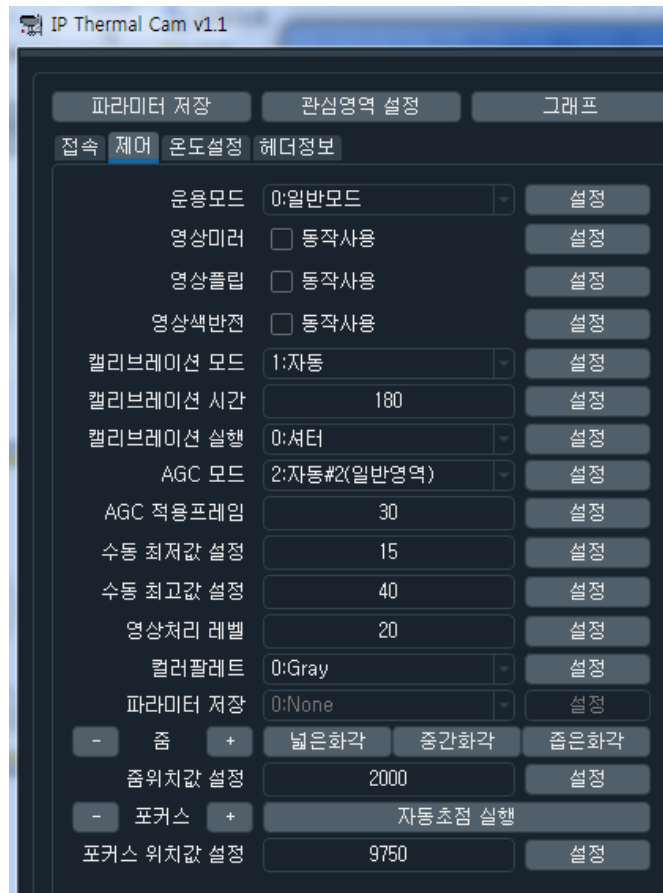 IP Thermal Cam v1.1
파라미터 저장 관심영역 설정 그래프
접속 제어 온도설정 헤더정보
운용모드 0:일반모드 설정
영상미러 동작사용 설정
영상플립 동작사용 설정
영상색반전 동작사용 설정
캘리브레이션 모드 1:자동 설정
캘리브레이션 시간 180 설정
캘리브레이션 실행 0:셔터 설정
AGC 모드 2:자동#2(일반영역) 설정
AGC 적용프레임 30 설정
수동 최저값 설정 15 설정
수동 최고값 설정 40 설정
영상처리 레벨 20 설정
컬러팔레트 0:Gray 설정
파라미터 저장 0:None 설정
- 줌 + 넓은화각 중간화각 좁은화각
줌위치값 설정 2000 설정
- 포커스 + 자동초점 실행
포커스 위치값 설정 9750 설정